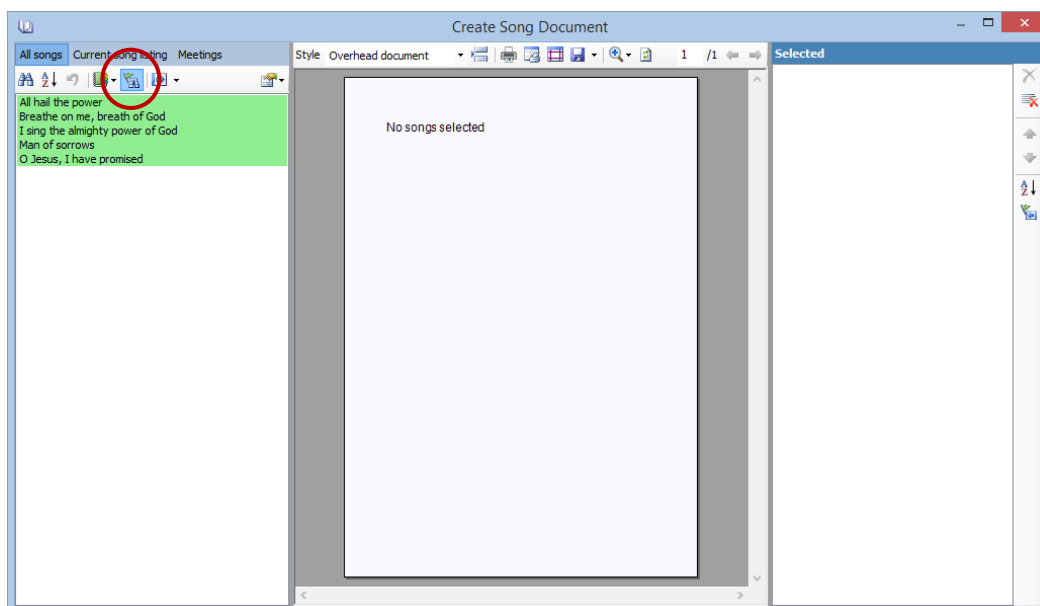 Create Song Document
All songs Current song listing Meetings
Style Overhead document 1 /1
Selected
All hail the power
Breathe on me, breath of God
I sing the almighty power of God
Man of sorrows
O Jesus, I have promised
No songs selected